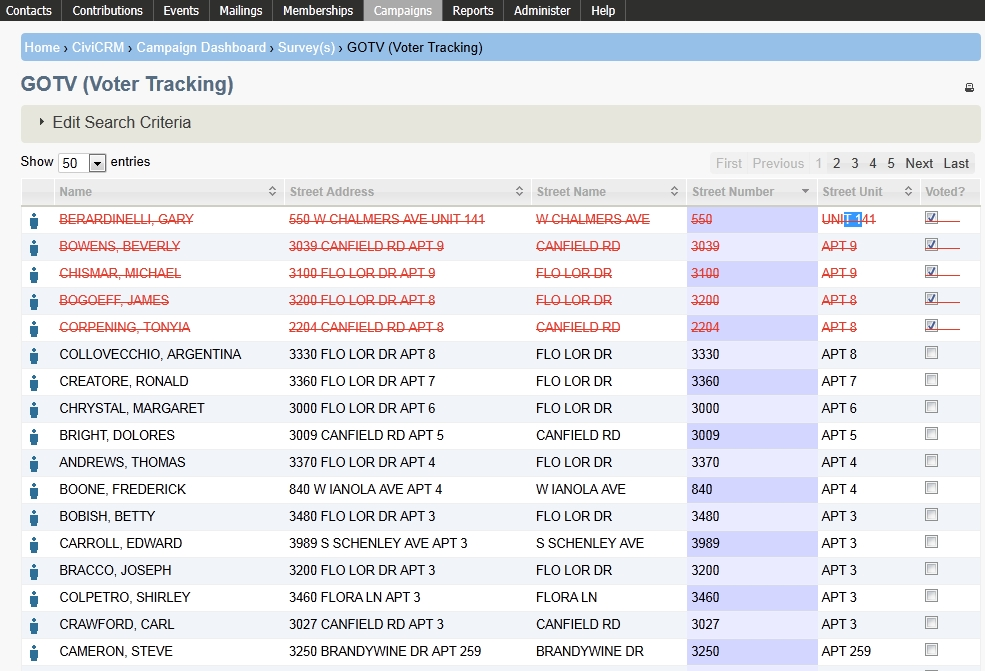 Contacts Contributions Events Mailings Memberships Campaigns Reports Administer Help
Home › CiviCRM › Campaign Dashboard › Survey(s) › GOTV (Voter Tracking)
GOTV (Voter Tracking)
Edit Search Criteria
Show 50 entries First Previous 1 2 3 4 5 Next Last
Name Street Address Street Name Street Number Street Unit Voted?
BERARDINELLI, GARY 550 W CHALMERS AVE UNIT 141 W CHALMERS AVE 550 UNIT 141
BOWENS, BEVERLY 3039 CANFIELD RD APT 9 CANFIELD RD 3039 APT 9
CHISMAR, MICHAEL 3100 FLO LOR DR APT 9 FLO LOR DR 3100 APT 9
BOGOEFF, JAMES 3200 FLO LOR DR APT 8 FLO LOR DR 3200 APT 8
CORPENING, TONYIA 2204 CANFIELD RD APT 8 CANFIELD RD 2204 APT 8
COLLOVECCHIO, ARGENTINA 3330 FLO LOR DR APT 8 FLO LOR DR 3330 APT 8
CREATORE, RONALD 3360 FLO LOR DR APT 7 FLO LOR DR 3360 APT 7
CHRYSTAL, MARGARET 3000 FLO LOR DR APT 6 FLO LOR DR 3000 APT 6
BRIGHT, DOLORES 3009 CANFIELD RD APT 5 CANFIELD RD 3009 APT 5
ANDREWS, THOMAS 3370 FLO LOR DR APT 4 FLO LOR DR 3370 APT 4
BOONE, FREDERICK 840 W IANOLA AVE APT 4 W IANOLA AVE 840 APT 4
BOBISH, BETTY 3480 FLO LOR DR APT 3 FLO LOR DR 3480 APT 3
CARROLL, EDWARD 3989 S SCHENLEY AVE APT 3 S SCHENLEY AVE 3989 APT 3
BRACCO, JOSEPH 3200 FLO LOR DR APT 3 FLO LOR DR 3200 APT 3
COLPETRO, SHIRLEY 3460 FLORA LN APT 3 FLORA LN 3460 APT 3
CRAWFORD, CARL 3027 CANFIELD RD APT 3 CANFIELD RD 3027 APT 3
CAMERON, STEVE 3250 BRANDYWINE DR APT 259 BRANDYWINE DR 3250 APT 259